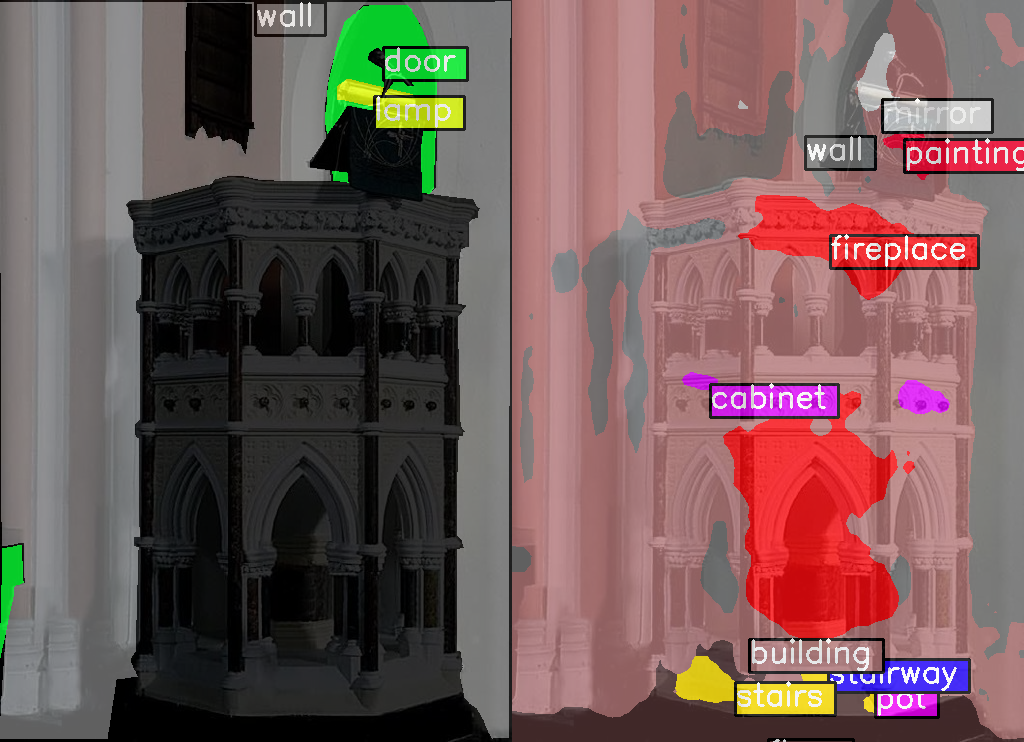 wall
door
lamp
mirror
wall
painting
fireplace
cabinet
building
stairway
stairs
pot